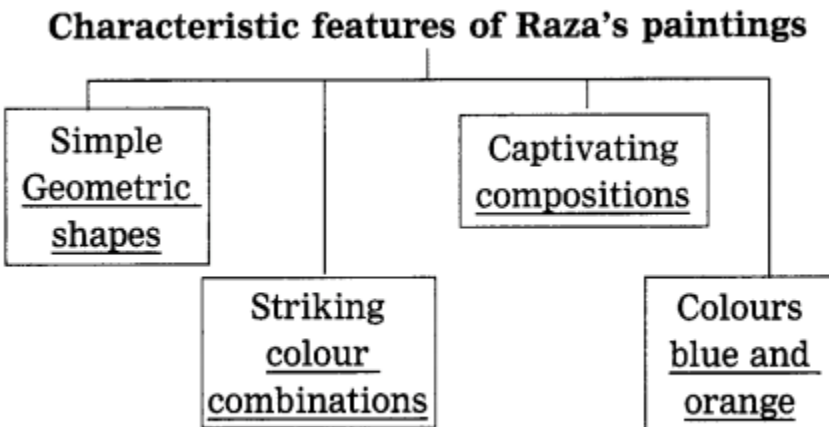 Characteristic features of Raza's paintings
Simple
Geometric
shapes
Captivating
compositions
Striking
colour
combinations
Colours
blue and
orange